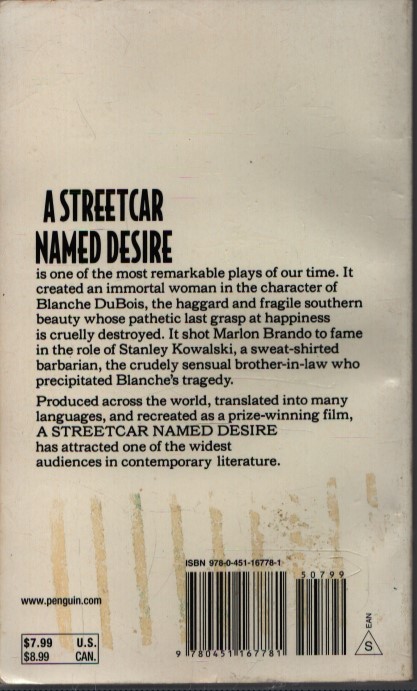 A STREETCAR
NAMED DESIRE
is one of the most remarkable plays of our time. It
created an immortal woman in the character of
Blanche DuBois, the haggard and fragile southern
beauty whose pathetic last grasp at happiness
is cruelly destroyed. It shot Marlon Brando to fame
in the role of Stanley Kowalski, a sweat-shirted
barbarian, the crudely sensual brother-in-law who
precipitated Blanche's tragedy.
Produced across the world, translated into many
languages, and recreated as a prize-winning film,
A STREETCAR NAMED DESIRE
has attracted one of the widest
audiences in contemporary literature.
ISBN 978-0-451-16778-1
50799
www.penguin.com
EAN
S
$7.99 U.S.
$8.99 CAN.
9 780451 167781